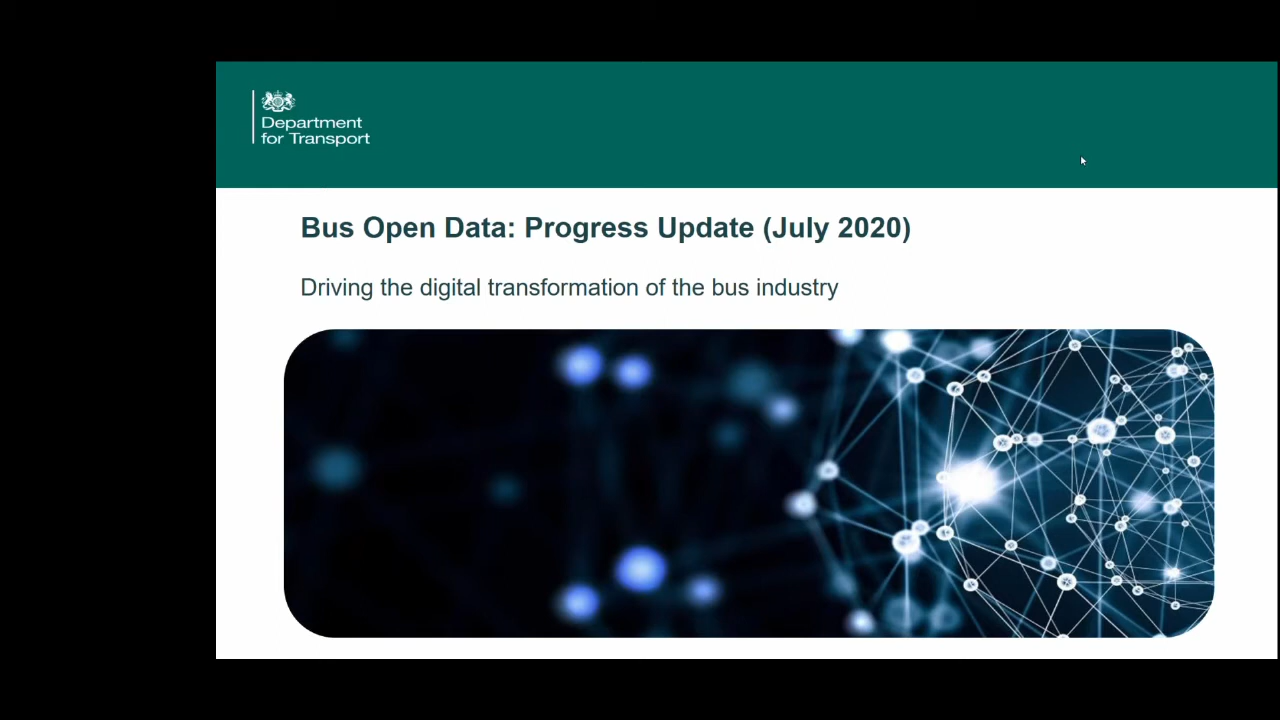 Department
for Transport
Bus Open Data: Progress Update (July 2020)
Driving the digital transformation of the bus industry